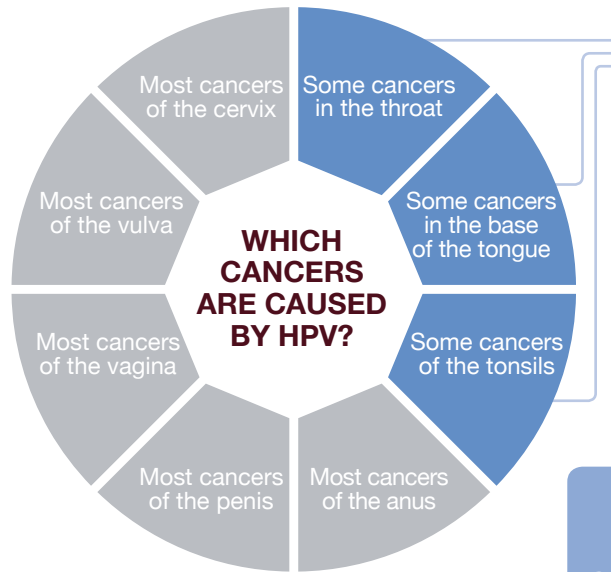 WHICH
CANCERS
ARE CAUSED
BY HPV?
Some cancers
in the throat
Some cancers
in the base
of the tongue
Some cancers
of the tonsils
Most cancers
of the anus
Most cancers
of the penis
Most cancers
of the vagina
Most cancers
of the vulva
Most cancers
of the cervix